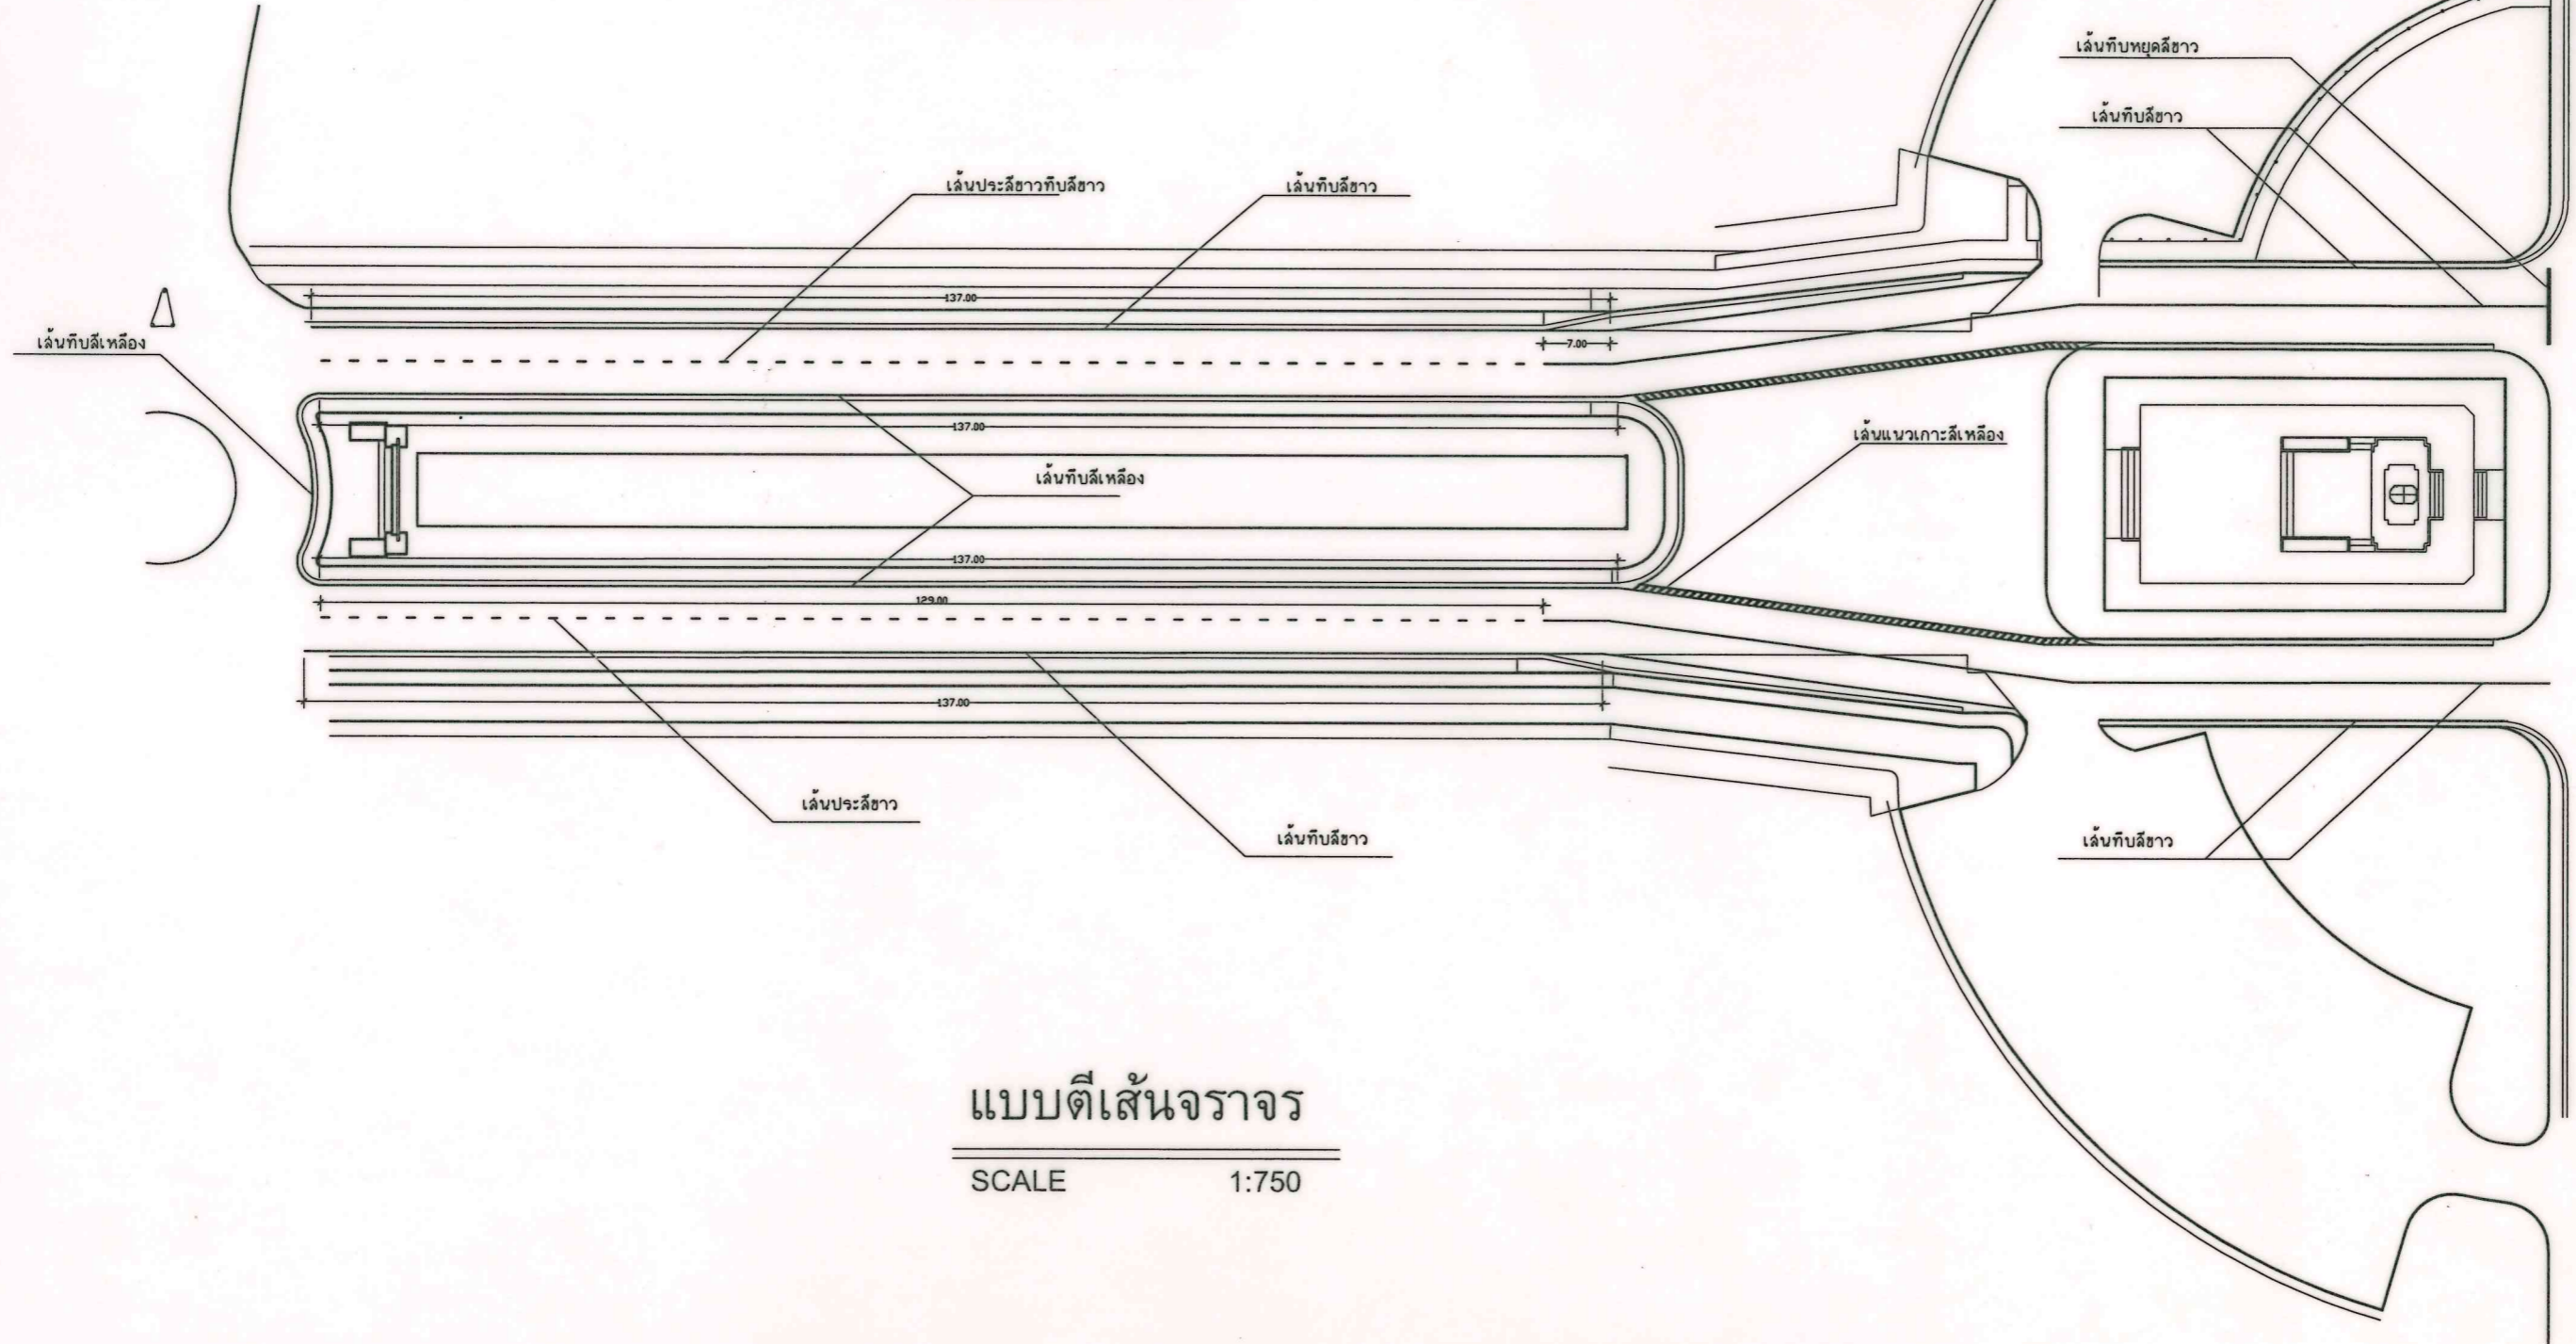 เส้นทึบหยุดสีขาว
เส้นทึบสีขาว
เส้นประสีขาวทึบสีขาว
เส้นทึบสีขาว
137.00
เส้นทึบสีเหลือง
7.00
137.00
เส้นแนวเกาะสีเหลือง
เส้นทึบสีเหลือง
137.00
129.00
137.00
เส้นประสีขาว
เส้นทึบสีขาว
เส้นทึบสีขาว
แบบตีเส้นจราจร
SCALE 1:750